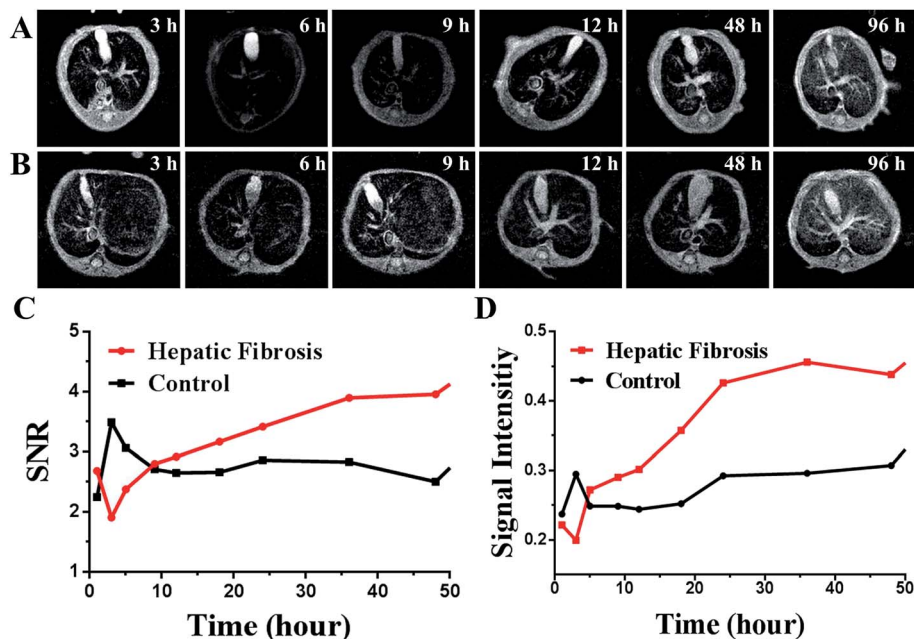 A 3 h 6 h 9 h 12 h 48 h 96 h
B 3 h 6 h 9 h 12 h 48 h 96 h
C
5
4
3
2
1
SNR
Hepatic Fibrosis
Control
0 10 20 30 40 50
Time (hour)
D
0.5
0.4
0.3
0.2
Signal Intensitiy
Hepatic Fibrosis
Control
0 10 20 30 40 50
Time (hour)